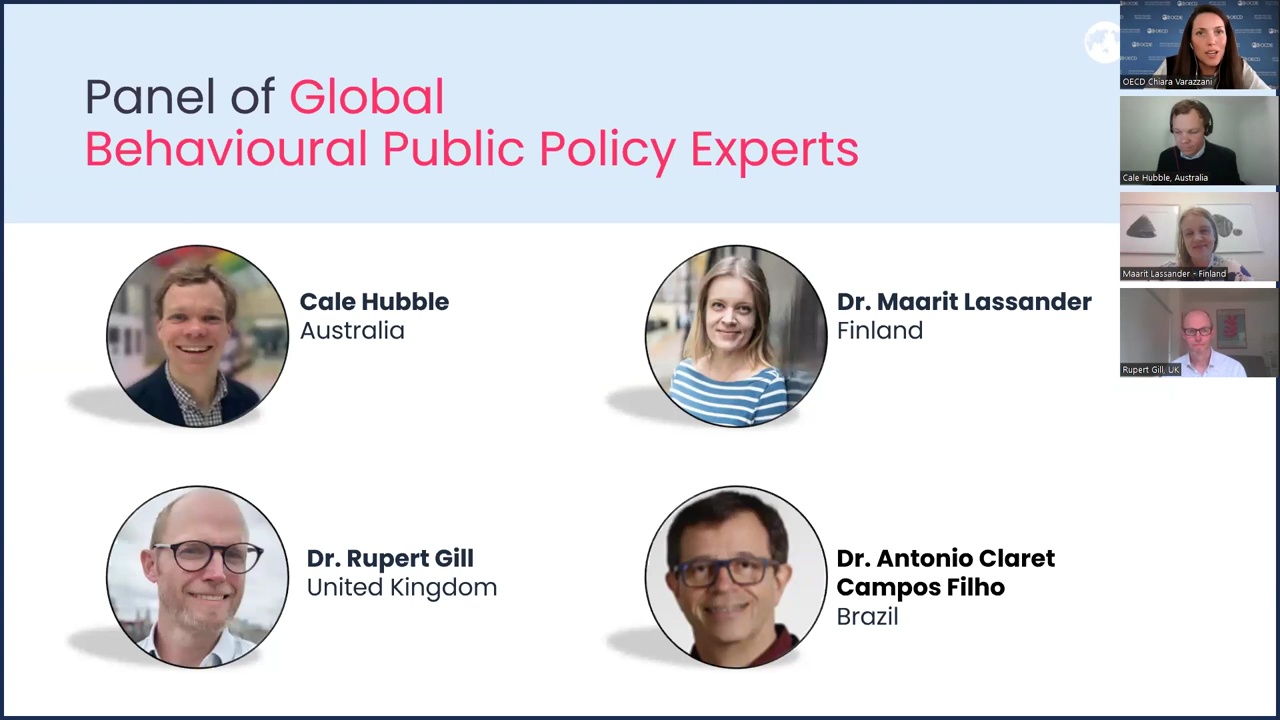 Panel of Global
Behavioural Public Policy Experts
Cale Hubble
Australia
Dr. Maarit Lassander
Finland
Dr. Rupert Gill
United Kingdom
Dr. Antonio Claret
Campos Filho
Brazil
OECD Chiara Varazzani
Cale Hubble, Australia
Maarit Lassander - Finland
Rupert Gill, UK